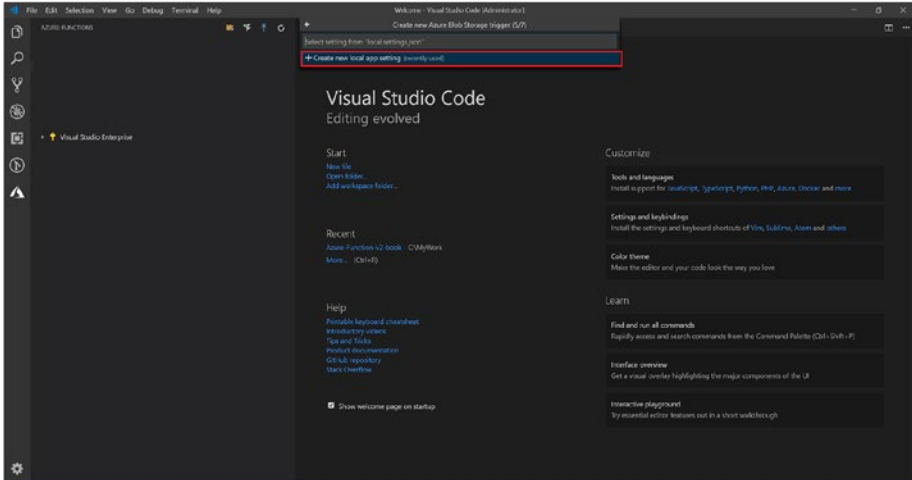 File Edit Selection View Go Debug Terminal Help
Welcome - Visual Studio Code [Administrator]
AZURE: FUNCTIONS
Create new Azure Blob Storage trigger (5/7)
Select setting from "local.settings.json"
+ Create new local app setting (recently used)
Visual Studio Enterprise
Visual Studio Code
Editing evolved
Start
New file
Open folder...
Add workspace folder...
Recent
Azure-Function-v2-book C:\MyWork
More... (Ctrl+R)
Help
Printable keyboard cheatsheet
Introductory videos
Tips and Tricks
Product documentation
GitHub repository
Stack Overflow
Show welcome page on startup
Customize
Tools and languages
Install support for JavaScript, TypeScript, Python, PHP, Azure, Docker and more
Settings and keybindings
Install the settings and keyboard shortcuts of Vim, Sublime, Atom and others
Color theme
Make the editor and your code look the way you love
Learn
Find and run all commands
Rapidly access and search commands from the Command Palette (Ctrl+Shift+P)
Interface overview
Get a visual overlay highlighting the major components of the UI
Interactive playground
Try essential editor features out in a short walkthrough